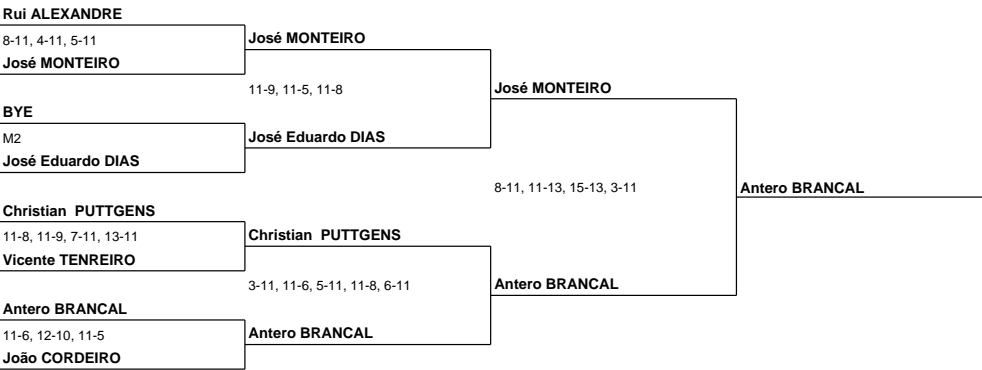 Rui ALEXANDRE
8-11, 4-11, 5-11
José MONTEIRO
BYE
M2
José Eduardo DIAS
Christian PUTTGENS
11-8, 11-9, 7-11, 13-11
Vicente TENREIRO
Antero BRANCAL
11-6, 12-10, 11-5
João CORDEIRO
José MONTEIRO
11-9, 11-5, 11-8
José Eduardo DIAS
Christian PUTTGENS
3-11, 11-6, 5-11, 11-8, 6-11
Antero BRANCAL
José MONTEIRO
8-11, 11-13, 15-13, 3-11
Antero BRANCAL
Antero BRANCAL